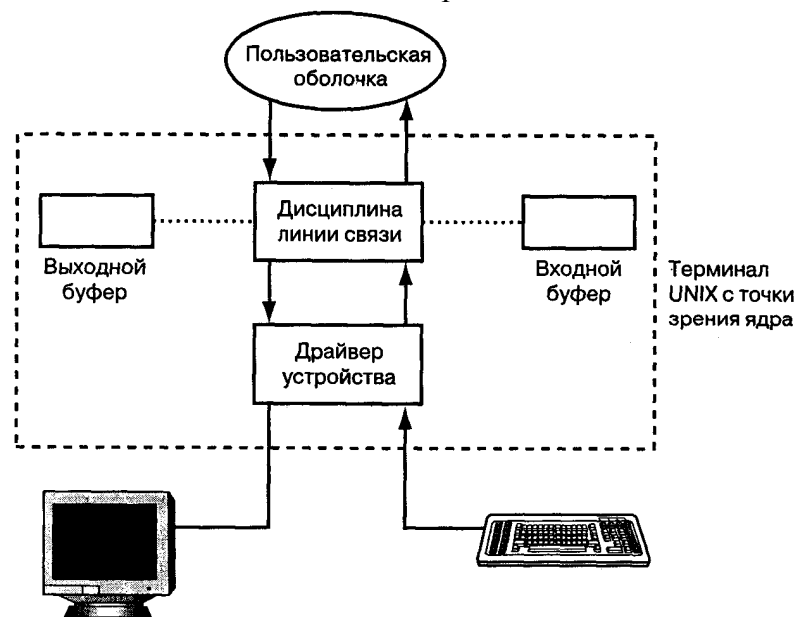 Пользовательская
оболочка
Дисциплина
линии связи
Выходной
буфер
Входной
буфер
Терминал
UNIX с точки
зрения ядра
Драйвер
устройства